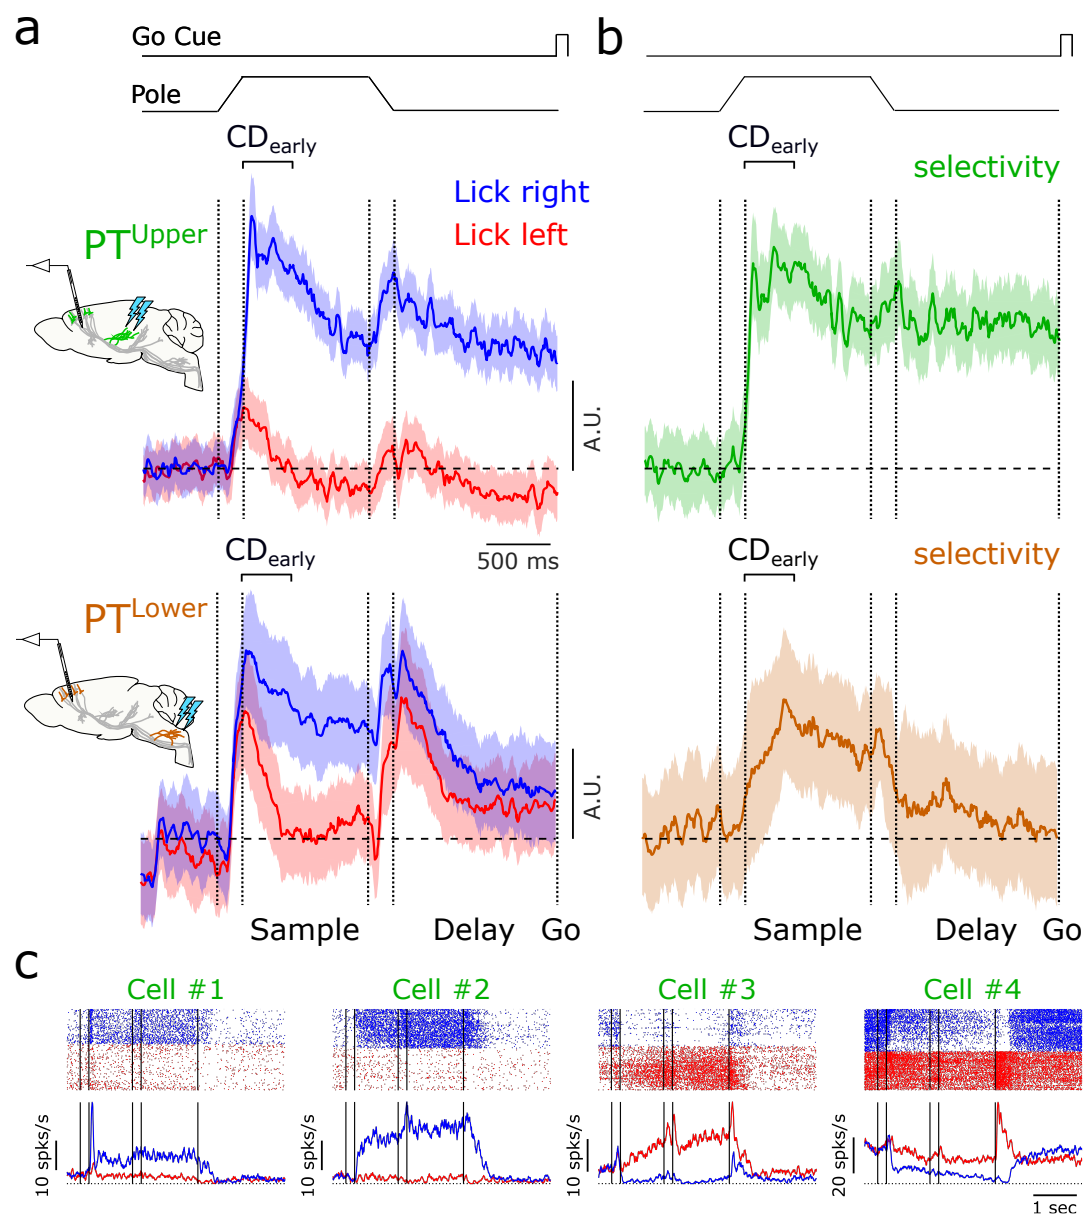 a
b
Go Cue
Pole
CDearly
CDearly
Lick right
Lick left
selectivity
PTUpper
A.U.
500 ms
CDearly
CDearly
selectivity
PTLower
A.U.
Sample
Delay
Go
Sample
Delay
Go
c
Cell #1
Cell #2
Cell #3
Cell #4
10 spks/s
10 spks/s
10 spks/s
20 spks/s
1 sec